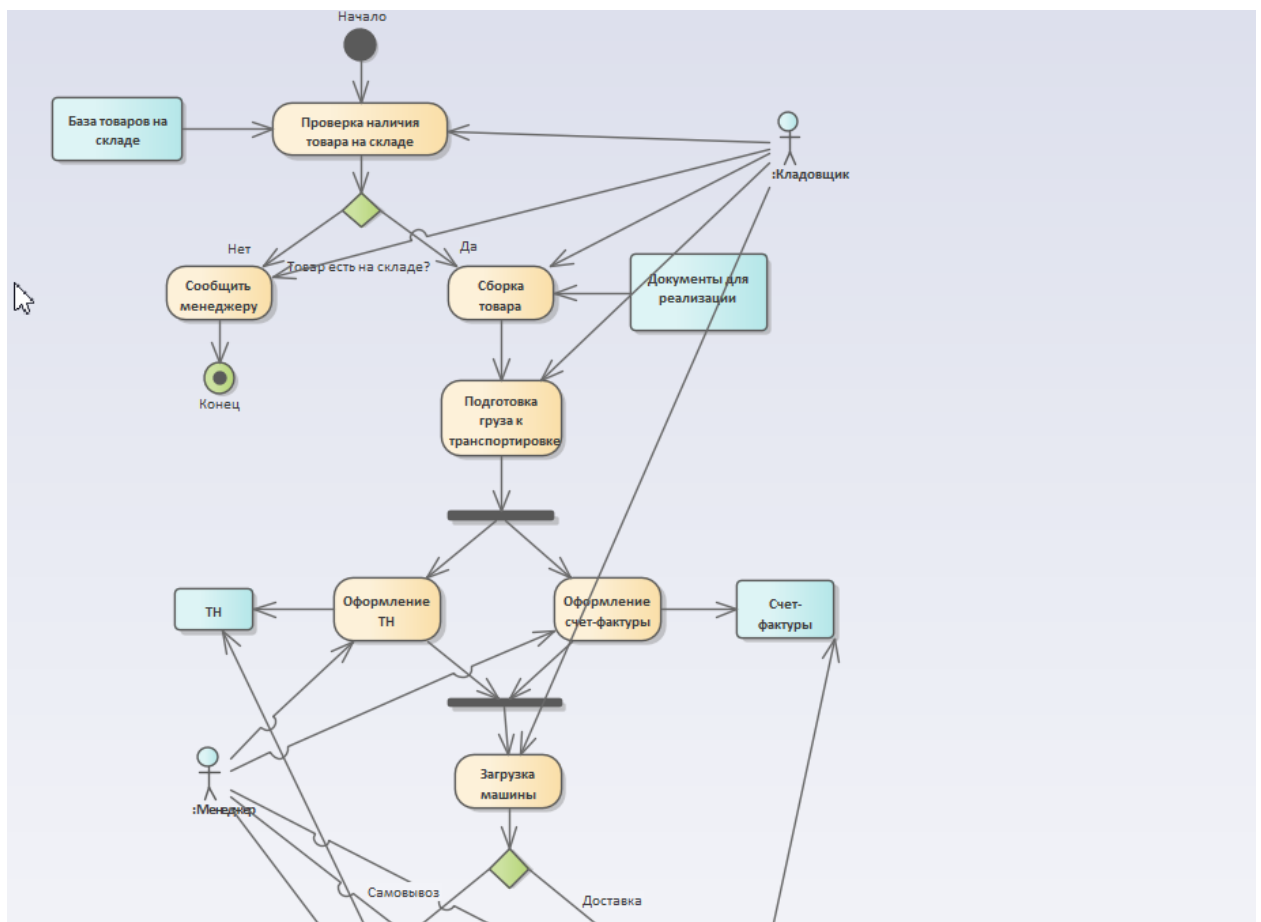 Начало
База товаров на
складе
Проверка наличия
товара на складе
:Кладовщик
Нет
Да
Товар есть на складе?
Сообщить
менеджеру
Сборка
товара
Документы для
реализации
Конец
Подготовка
груза к
транспортировке
ТН
Оформление
ТН
Оформление
счет-фактуры
Счет-
фактуры
:Менеджер
Загрузка
машины
Самовывоз
Доставка